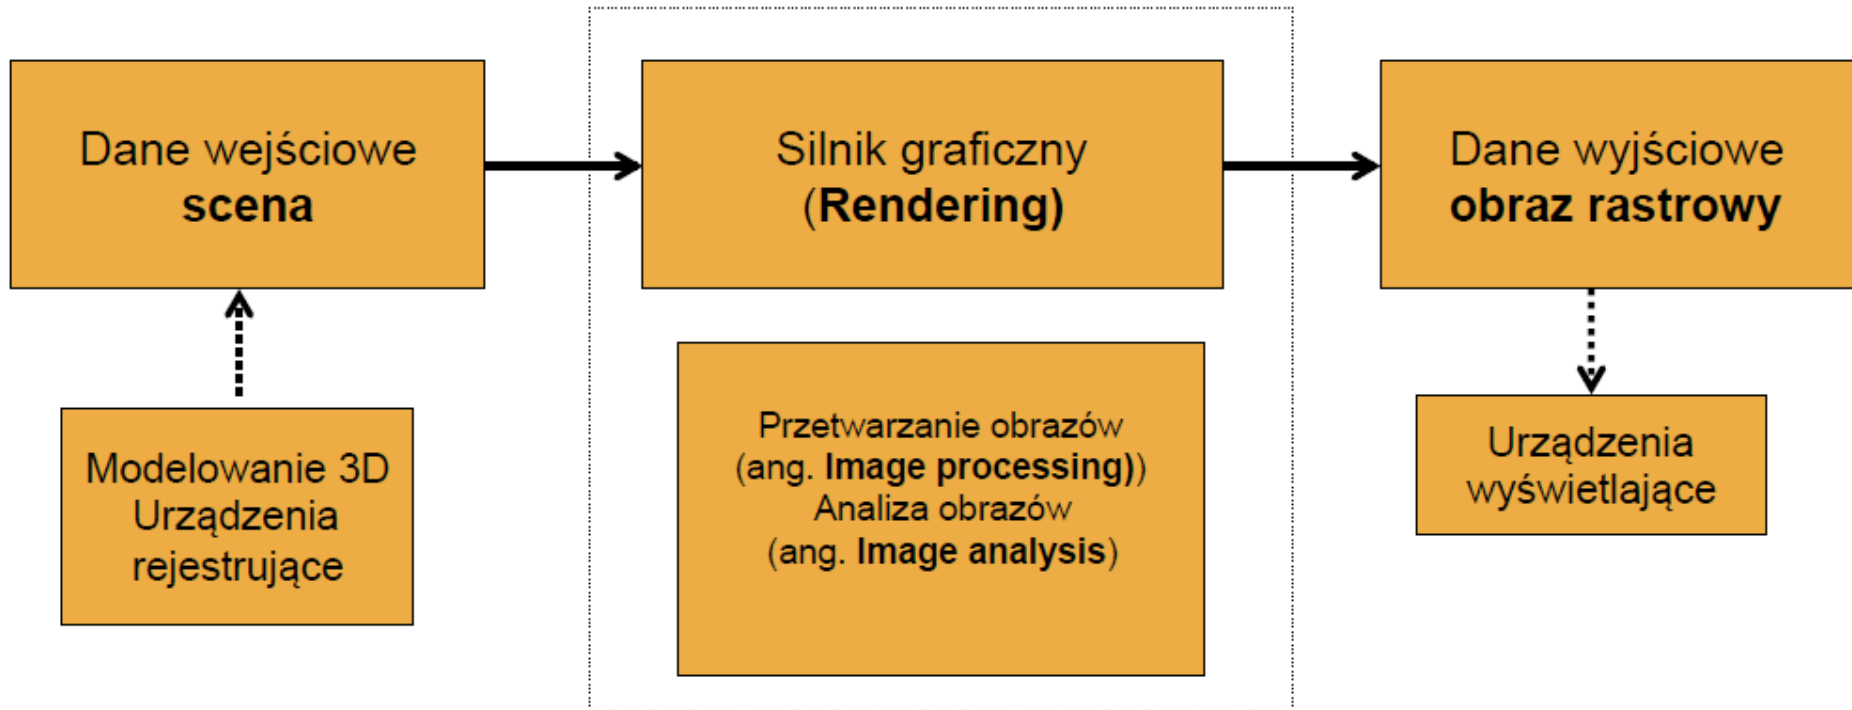 Dane wejściowe
scena
Silnik graficzny
(Rendering)
Dane wyjściowe
obraz rastrowy
Modelowanie 3D
Urządzenia
rejestrujące
Przetwarzanie obrazów
(ang. Image processing))
Analiza obrazów
(ang. Image analysis)
Urządzenia
wyświetlające